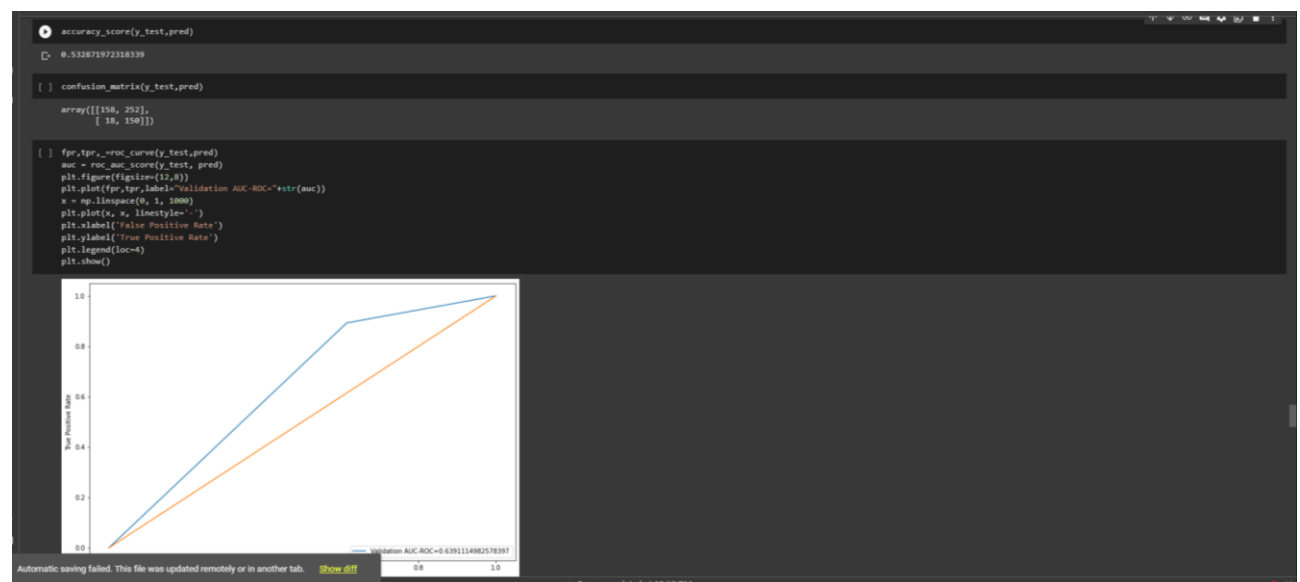 accuracy_score(y_test,pred)
0.532871972318339
[ ] confusion_matrix(y_test,pred)
array([[158, 252],
[ 18, 150]])
[ ] fpr,tpr,_=roc_curve(y_test,pred)
auc = roc_auc_score(y_test, pred)
plt.figure(figsize=(12,8))
plt.plot(fpr,tpr,label="Validation AUC-ROC="+str(auc))
x = np.linspace(0, 1, 1000)
plt.plot(x, x, linestyle='-')
plt.xlabel('False Positive Rate')
plt.ylabel('True Positive Rate')
plt.legend(loc=4)
plt.show()
1.0
0.8
0.6
True Positive Rate
0.4
0.2
0.0
Validation AUC-ROC=0.6391114982578397
0.8 1.0
Automatic saving failed. This file was updated remotely or in another tab. Show diff